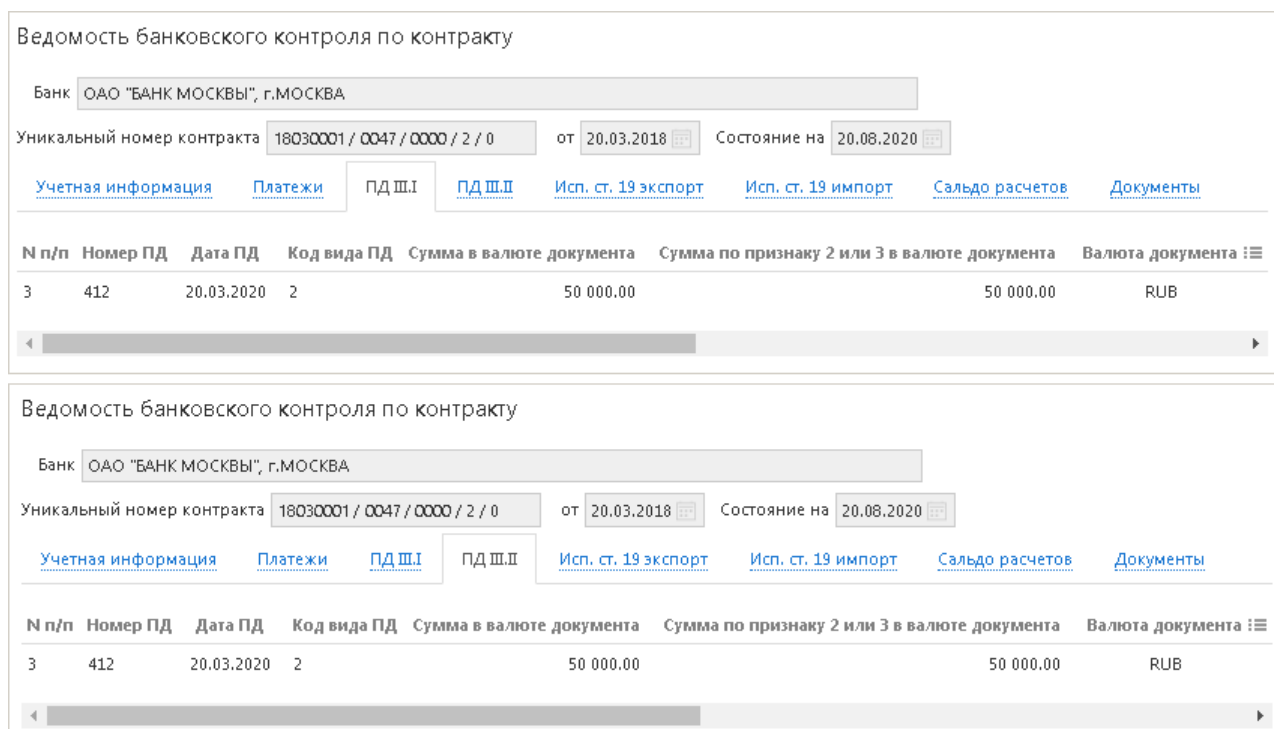 Ведомость банковского контроля по контракту
Банк ОАО "БАНК МОСКВЫ", г.МОСКВА
Уникальный номер контракта 18030001 / 0047 / 0000 / 2 / 0 от 20.03.2018 Состояние на 20.08.2020
Учетная информация Платежи ПД III.I ПД III.II Исп. ст. 19 экспорт Исп. ст. 19 импорт Сальдо расчетов Документы
N п/п Номер ПД Дата ПД Код вида ПД Сумма в валюте документа Сумма по признаку 2 или 3 в валюте документа Валюта документа
3 412 20.03.2020 2 50 000.00 50 000.00 RUB
Ведомость банковского контроля по контракту
Банк ОАО "БАНК МОСКВЫ", г.МОСКВА
Уникальный номер контракта 18030001 / 0047 / 0000 / 2 / 0 от 20.03.2018 Состояние на 20.08.2020
Учетная информация Платежи ПД III.I ПД III.II Исп. ст. 19 экспорт Исп. ст. 19 импорт Сальдо расчетов Документы
N п/п Номер ПД Дата ПД Код вида ПД Сумма в валюте документа Сумма по признаку 2 или 3 в валюте документа Валюта документа
3 412 20.03.2020 2 50 000.00 50 000.00 RUB